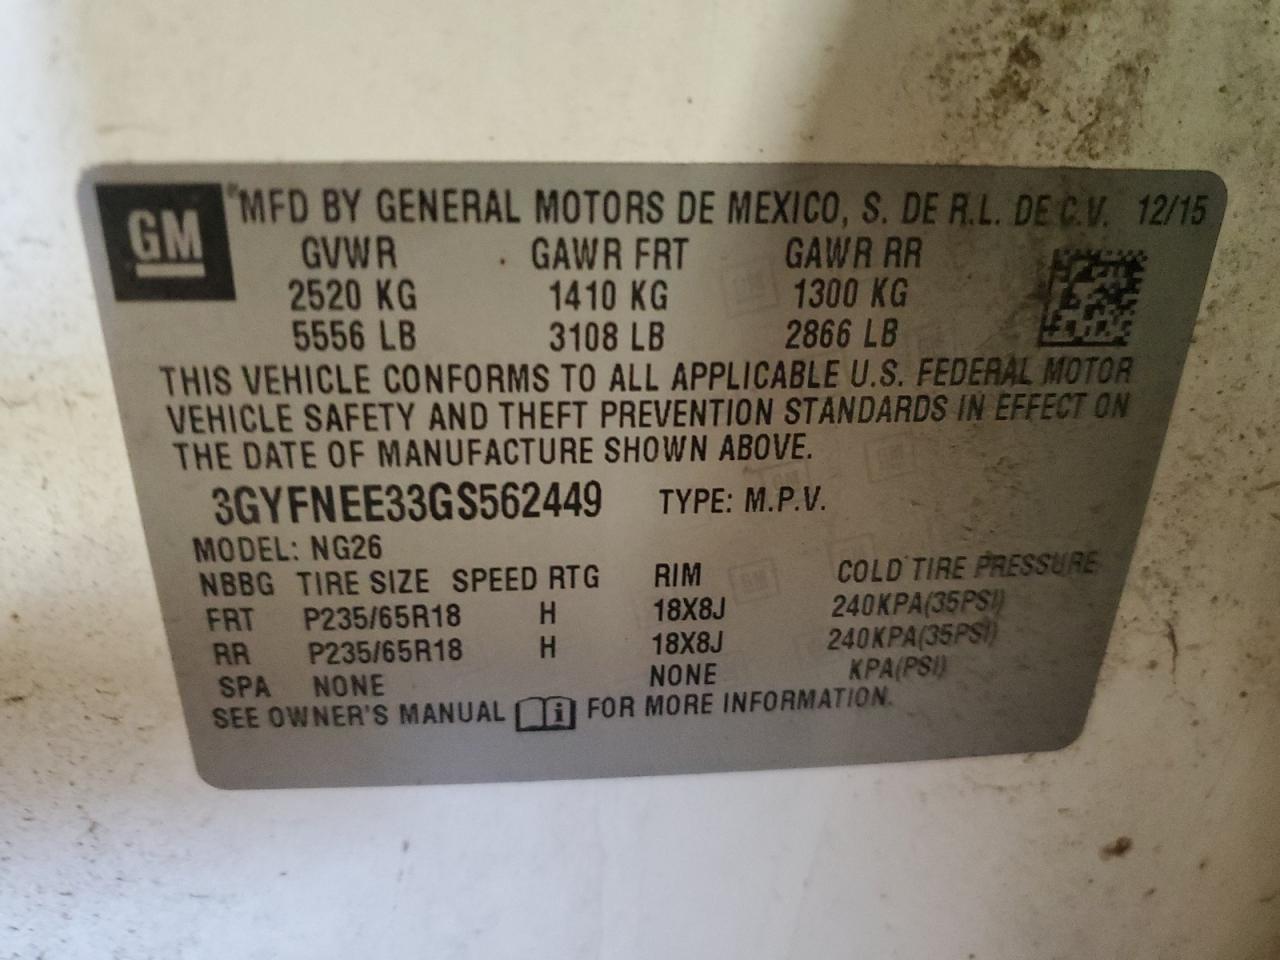 GM ® MFD BY GENERAL MOTORS DE MEXICO, S. DE R.L. DE C.V. 12/15
GVWR GAWR FRT GAWR RR
2520 KG 1410 KG 1300 KG
5556 LB 3108 LB 2866 LB
THIS VEHICLE CONFORMS TO ALL APPLICABLE U.S. FEDERAL MOTOR
VEHICLE SAFETY AND THEFT PREVENTION STANDARDS IN EFFECT ON
THE DATE OF MANUFACTURE SHOWN ABOVE.
3GYFNEE33GS562449 TYPE: M.P.V.
MODEL: NG26
NBBG TIRE SIZE SPEED RTG RIM COLD TIRE PRESSURE
FRT P235/65R18 H 18X8J 240KPA(35PSI)
RR P235/65R18 H 18X8J 240KPA(35PSI)
SPA NONE NONE KPA(PSI)
SEE OWNER'S MANUAL i FOR MORE INFORMATION.